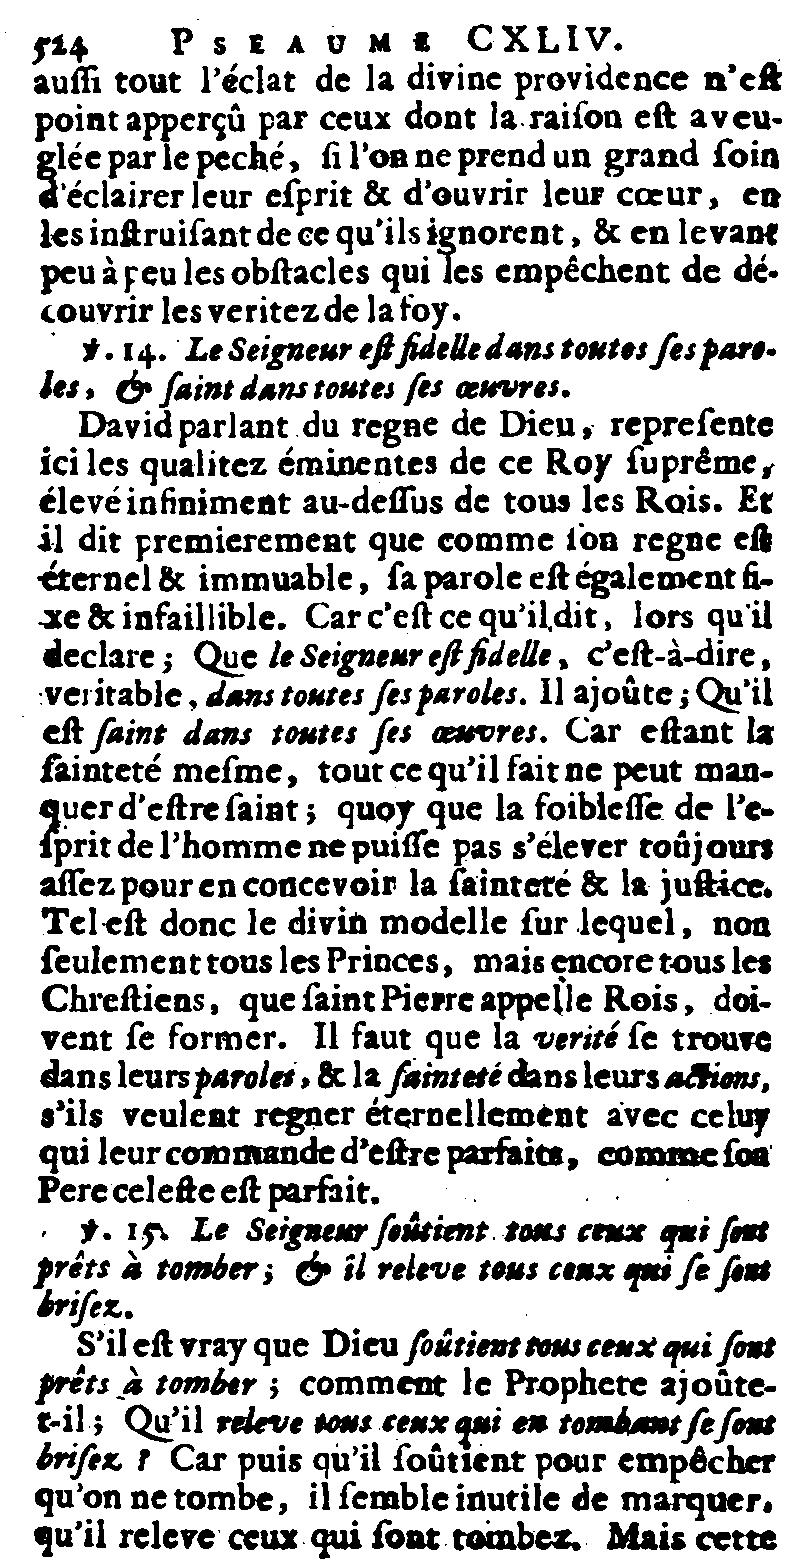 524 PSEAUME CXLIV.
auſſi tout l'éclat de la divine providence n'eſt
point apperçû par ceux dont la raiſon eſt aveu-
glée par le peché, ſi l'on ne prend un grand ſoin
d'éclairer leur eſprit & d'ouvrir leur cœur, en
les inſtruiſant de ce qu'ils ignorent, & en levant
peu à peu les obſtacles qui les empêchent de dé-
couvrir les veritez de la foy.
℣. 14. Le Seigneur eſt fidelle dans toutes ſes paro-
les, & ſaint dans toutes ſes œuvres.
David parlant du regne de Dieu, repreſente
ici les qualitez éminentes de ce Roy ſuprême,
élevé infiniment au-deſſus de tous les Rois. Et
il dit premierement que comme ſon regne eſt
éternel & immuable, ſa parole eſt également fi-
xe & infaillible. Car c'eſt ce qu'il dit, lors qu'il
declare; Que le Seigneur eſt fidelle, c'eſt-à-dire,
veritable, dans toutes ſes paroles. Il ajoûte; Qu'il
eſt ſaint dans toutes ſes œuvres. Car eſtant la
ſainteté meſme, tout ce qu'il fait ne peut man-
quer d'eſtre ſaint; quoy que la foibleſſe de l'e-
ſprit de l'homme ne puiſſe pas s'élever toûjours
aſſez pour en concevoir la ſainteté & la juſtice.
Tel eſt donc le divin modelle ſur lequel, non
ſeulement tous les Princes, mais encore tous les
Chreſtiens, que ſaint Pierre appelle Rois, doi-
vent ſe former. Il faut que la verité ſe trouve
dans leurs paroles, & la ſainteté dans leurs actions,
s'ils veulent regner éternellement avec celuy
qui leur commande d'eſtre parfaits, comme ſon
Pere celeſte eſt parfait.
℣. 15. Le Seigneur ſoûtient tous ceux qui ſont
prêts à tomber; & il releve tous ceux qui ſe ſont
briſez.
S'il eſt vray que Dieu ſoûtient tous ceux qui ſont
prêts à tomber; comment le Prophete ajoûte-
t-il; Qu'il releve tous ceux qui en tombant ſe ſont
briſez ? Car puis qu'il ſoûtient pour empêcher
qu'on ne tombe, il ſemble inutile de marquer,
qu'il releve ceux qui ſont tombez. Mais cette